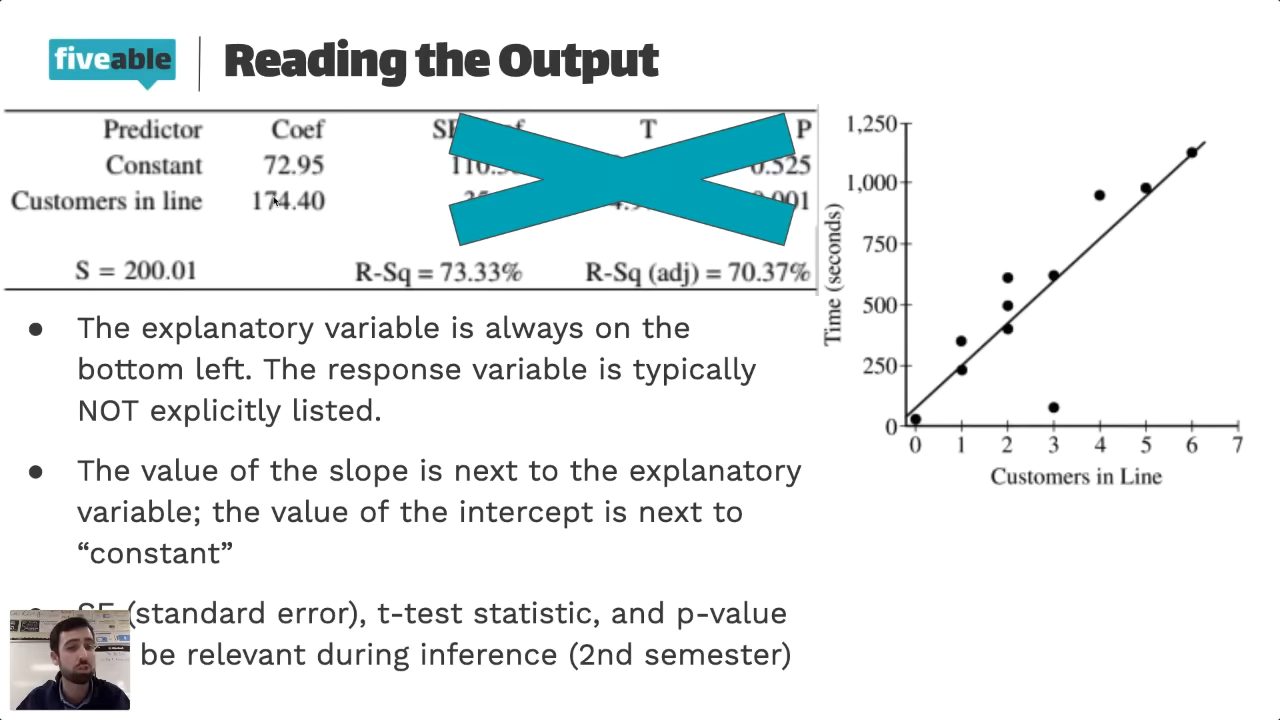 fiveable
Reading the Output
Predictor Coef T P
Constant 72.95
Customers in line 174.40
S = 200.01 R-Sq = 73.33% R-Sq (adj) = 70.37%
● The explanatory variable is always on the
bottom left. The response variable is typically
NOT explicitly listed.
● The value of the slope is next to the explanatory
variable; the value of the intercept is next to
“constant”
SE (standard error), t-test statistic, and p-value
be relevant during inference (2nd semester)
1,250
1,000
750
500
250
0
Time (seconds)
0 1 2 3 4 5 6 7
Customers in Line